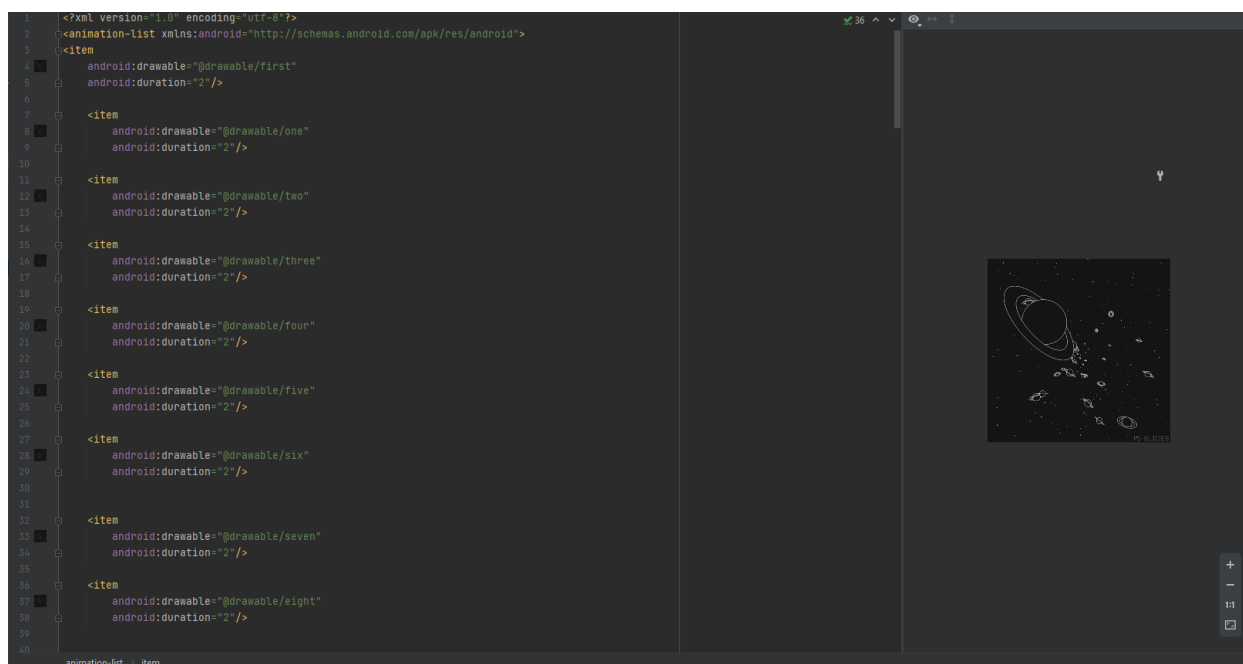 1 <?xml version="1.0" encoding="utf-8"?>
2 <animation-list xmlns:android="http://schemas.android.com/apk/res/android">
3 <item
4 android:drawable="@drawable/first"
5 android:duration="2"/>
6
7 <item
8 android:drawable="@drawable/one"
9 android:duration="2"/>
10
11 <item
12 android:drawable="@drawable/two"
13 android:duration="2"/>
14
15 <item
16 android:drawable="@drawable/three"
17 android:duration="2"/>
18
19 <item
20 android:drawable="@drawable/four"
21 android:duration="2"/>
22
23 <item
24 android:drawable="@drawable/five"
25 android:duration="2"/>
26
27 <item
28 android:drawable="@drawable/six"
29 android:duration="2"/>
30
31
32 <item
33 android:drawable="@drawable/seven"
34 android:duration="2"/>
35
36 <item
37 android:drawable="@drawable/eight"
38 android:duration="2"/>
39
40
animation-list item
36
PI-SLICES
1:1